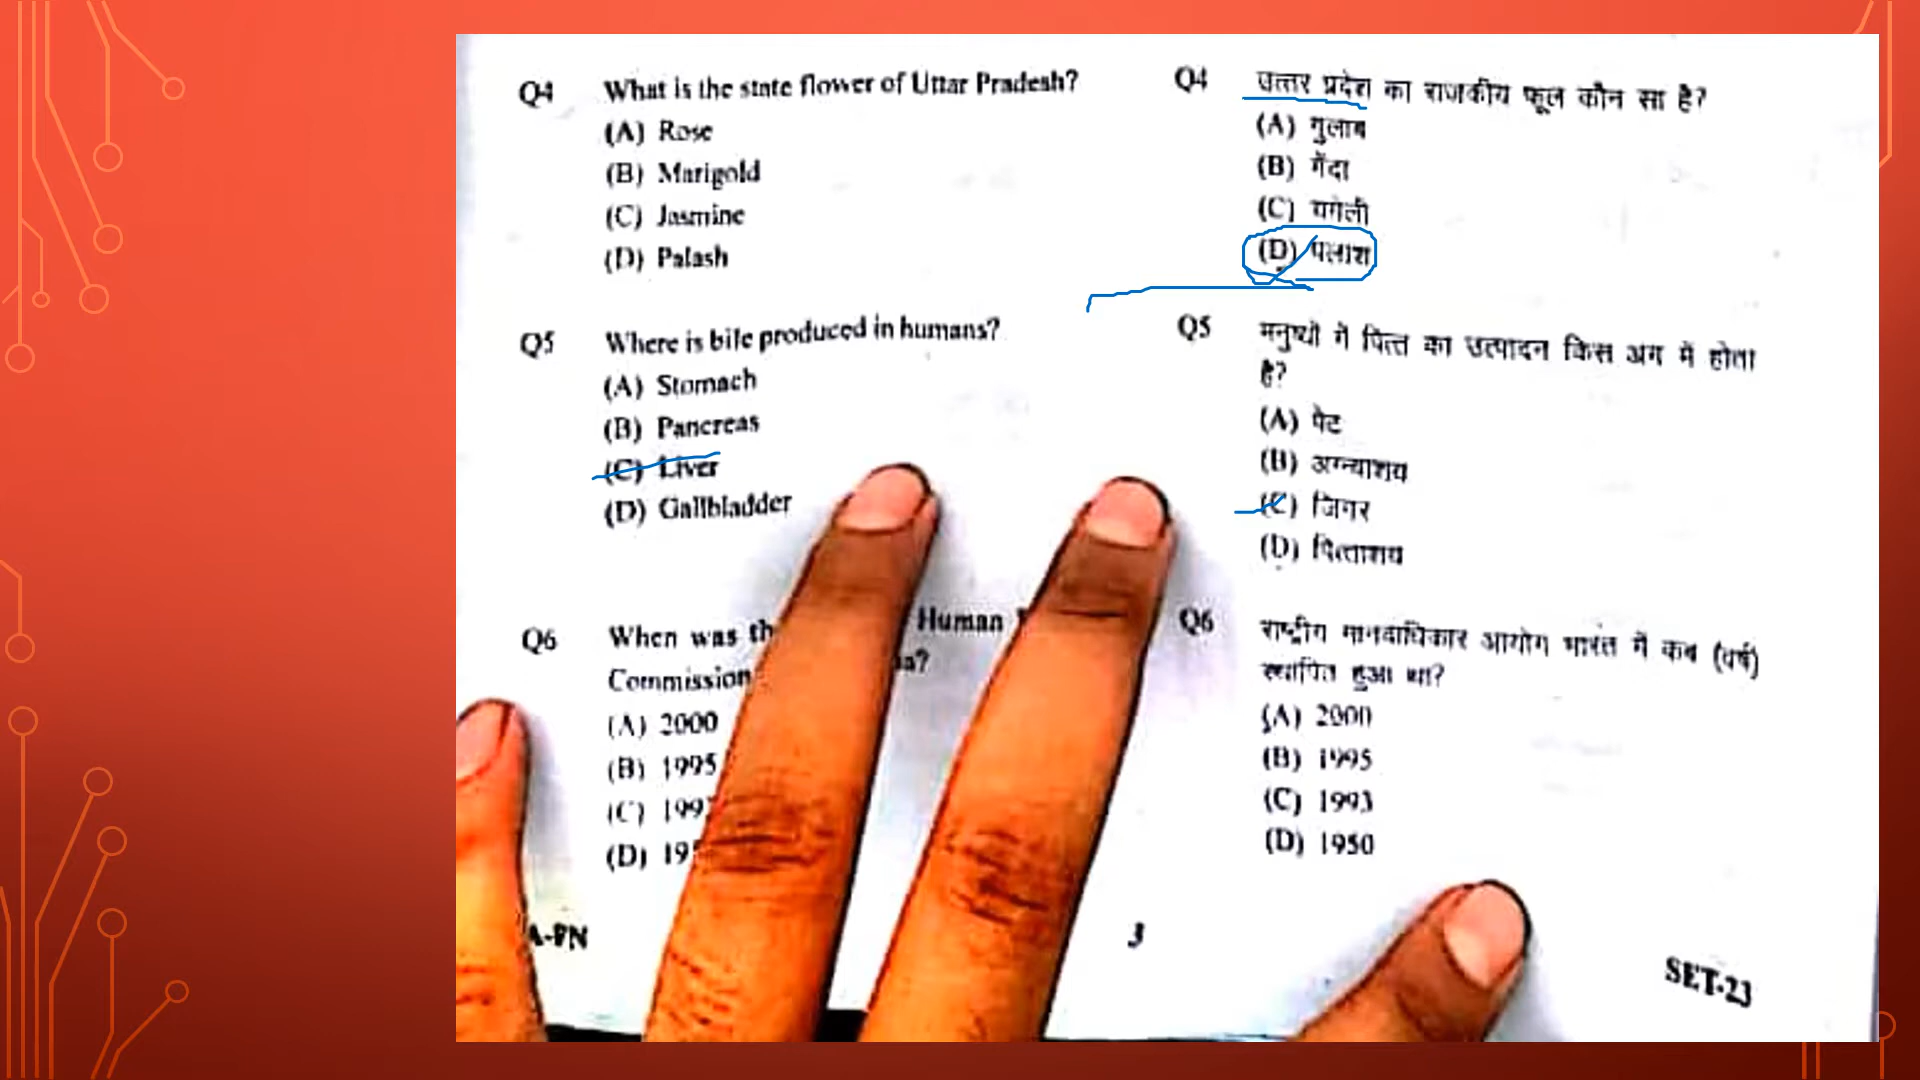 Q4 What is the state flower of Uttar Pradesh?
(A) Rose
(B) Marigold
(C) Jasmine
(D) Palash
Q5 Where is bile produced in humans?
(A) Stomach
(B) Pancreas
(C) Liver
(D) Gallbladder
Q6 When was Human
Commission
(A) 2000
(B) 1995
(C)
(D)
Q4 उत्तर प्रदेश का राजकीय फूल कौन सा है?
(A) गुलाब
(B) गेंदा
(C) चमेली
(D) पलाश
Q5 मनुष्यों में पित्त का उत्पादन किस अंग में होता
है?
(A) पेट
(B) अग्न्याशय
(C) जिगर
(D) पित्ताशय
Q6 राष्ट्रीय मानवाधिकार आयोग भारत में कब (वर्ष)
स्थापित हुआ था?
(A) 2000
(B) 1995
(C) 1993
(D) 1950
3
SET-23